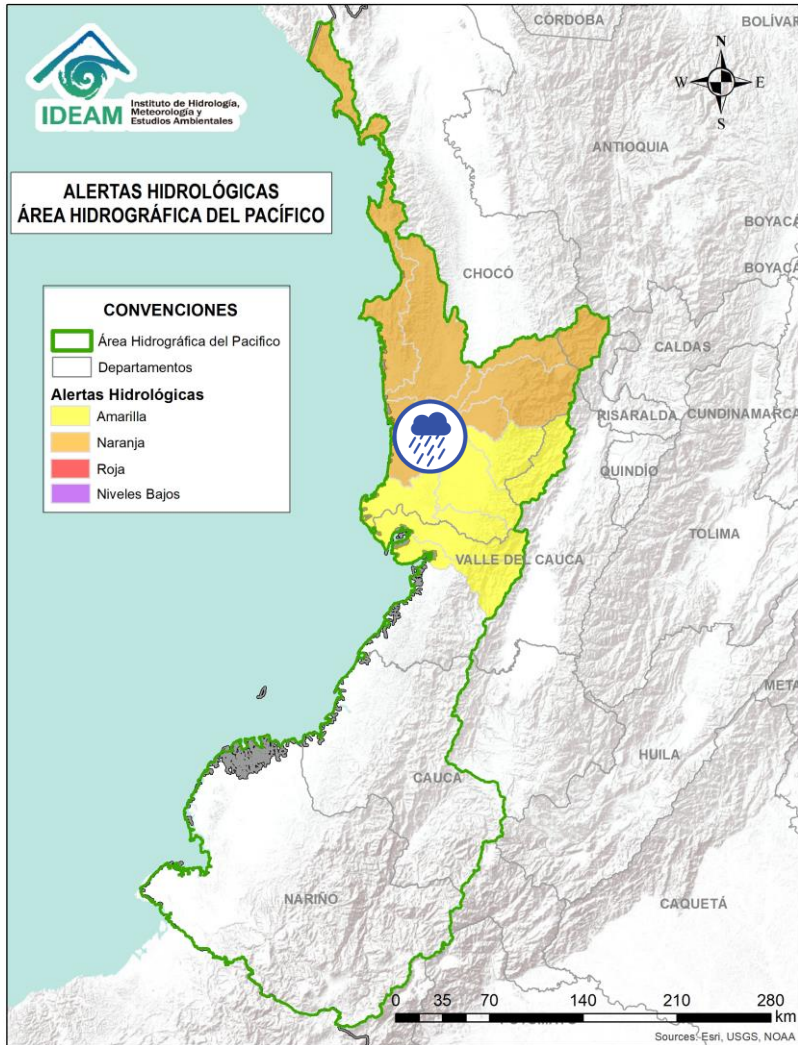 IDEAM
Instituto de Hidrología,
Meteorología y
Estudios Ambientales
ALERTAS HIDROLÓGICAS
ÁREA HIDROGRÁFICA DEL PACÍFICO
CONVENCIONES
Área Hidrográfica del Pacifico
Departamentos
Alertas Hidrológicas
Amarilla
Naranja
Roja
Niveles Bajos
N
W E
S
CÓRDOBA
BOLÍVAR
ANTIOQUIA
BOYACÁ
CHOCÓ
BOYACÁ
CALDAS
RISARALDA
CUNDINAMARCA
QUINDÍO
TOLIMA
VALLE DEL CAUCA
META
HUILA
CAUCA
NARIÑO
CAQUETÁ
0 35 70 140 210 280
km
Sources: Esri, USGS, NOAA